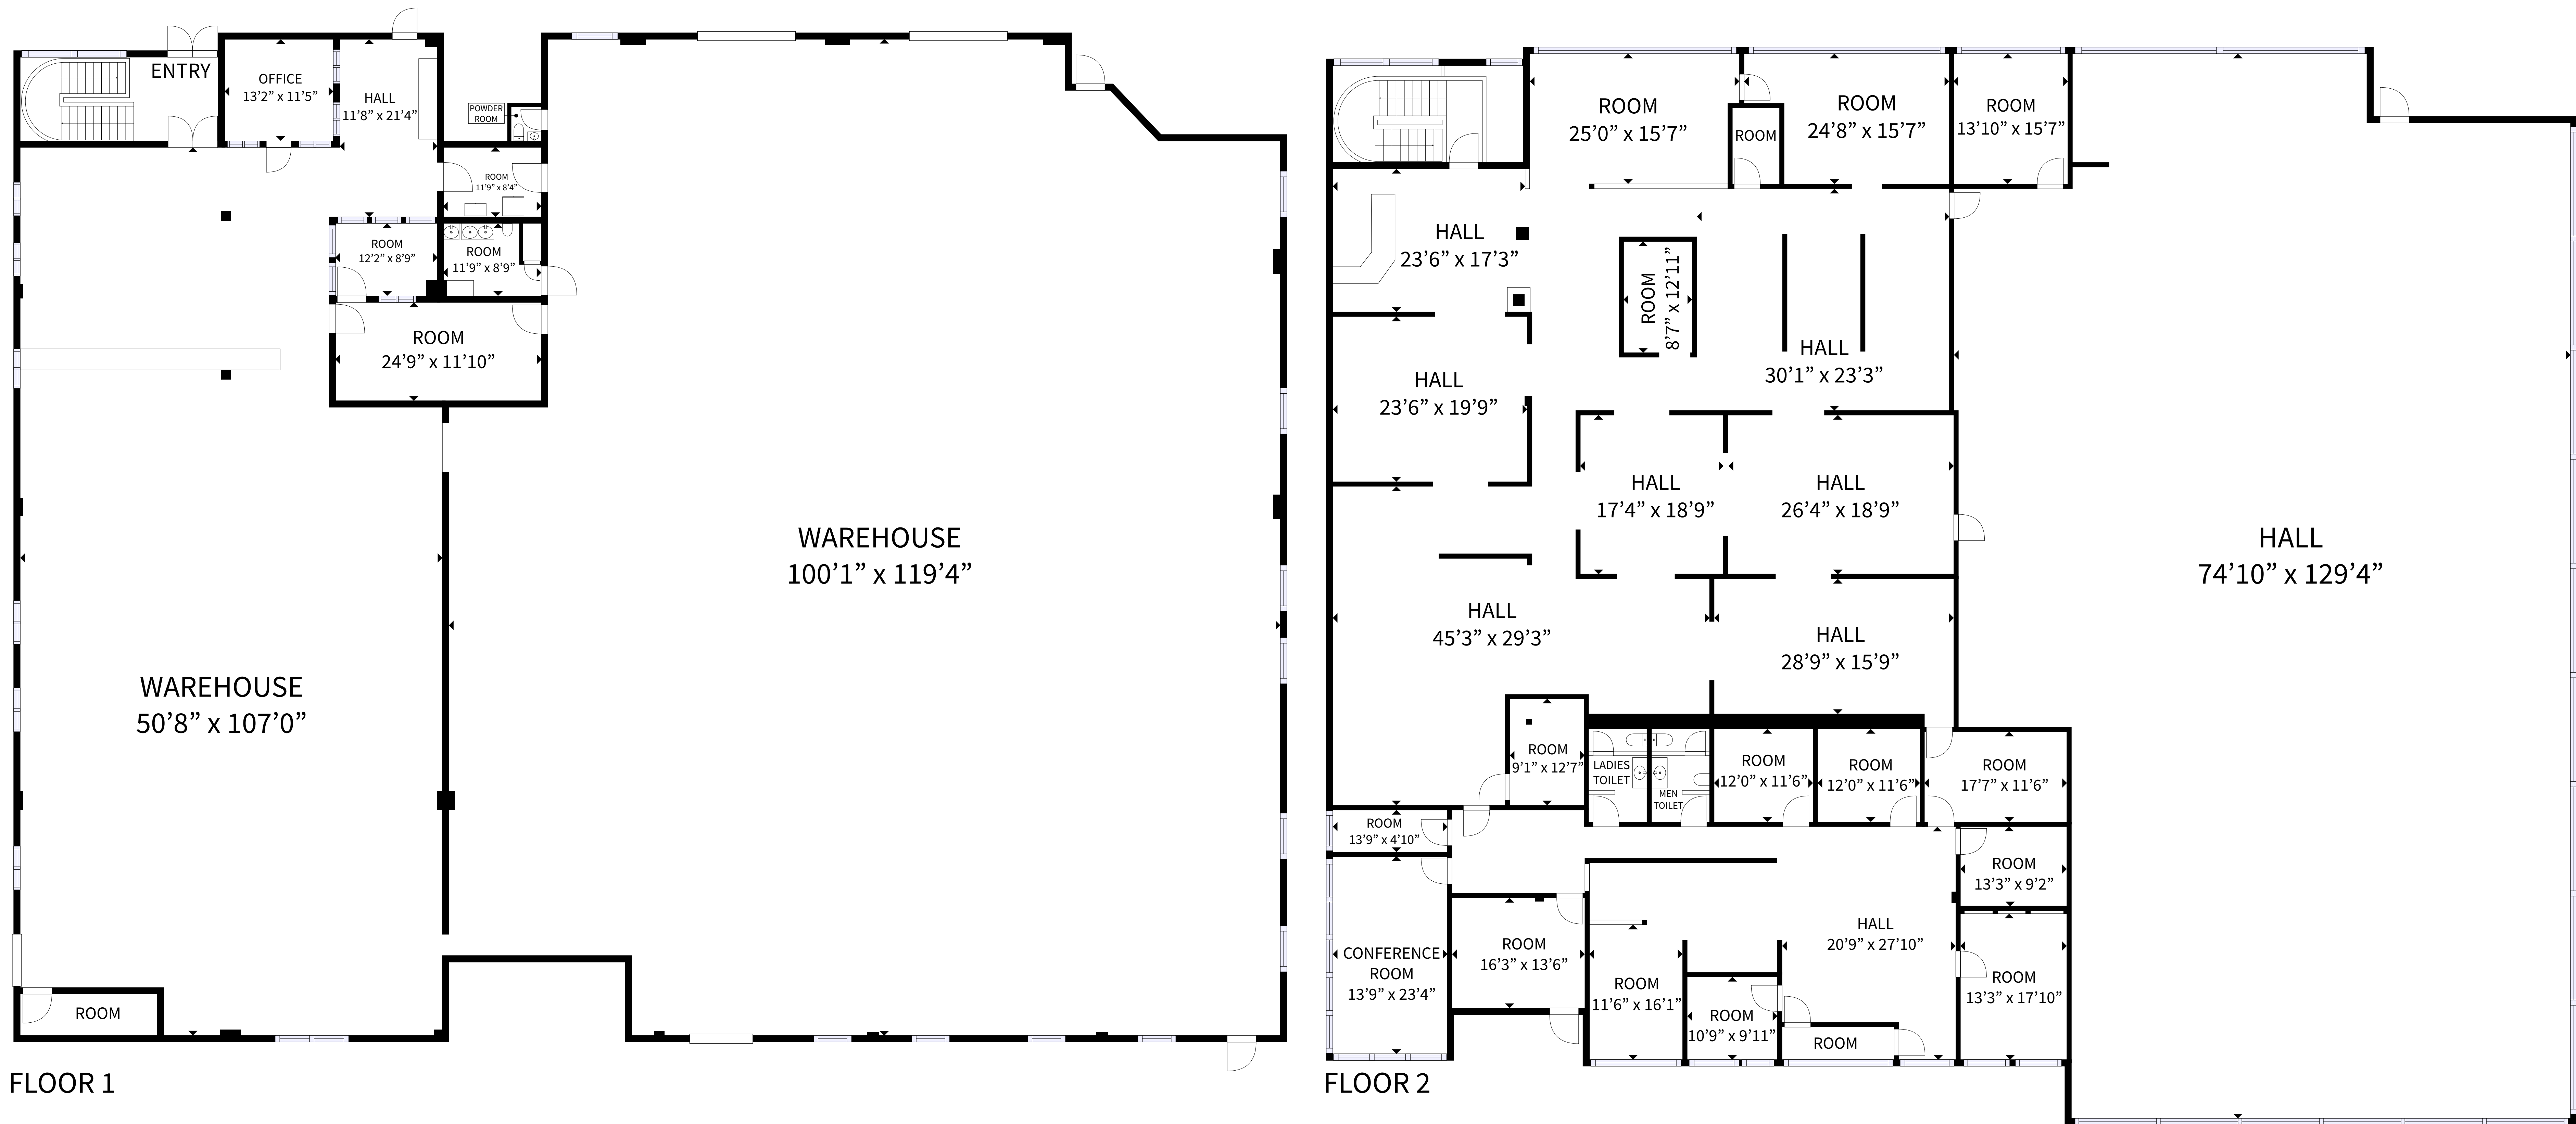 ENTRY
OFFICE
13’2” x 11’5”
HALL
11’8” x 21’4”
POWDER
ROOM
ROOM
11’9” x 8’4”
ROOM
12’2” x 8’9”
ROOM
11’9” x 8’9”
ROOM
24’9” x 11’10”
WAREHOUSE
100’1” x 119’4”
WAREHOUSE
50’8” x 107’0”
ROOM
FLOOR 1
ROOM
25’0” x 15’7”
ROOM
ROOM
24’8” x 15’7”
ROOM
13’10” x 15’7”
HALL
23’6” x 17’3”
ROOM
8’7” x 12’11”
HALL
30’1” x 23’3”
HALL
23’6” x 19’9”
HALL
17’4” x 18’9”
HALL
26’4” x 18’9”
HALL
74’10” x 129’4”
HALL
45’3” x 29’3”
HALL
28’9” x 15’9”
ROOM
9’1” x 12’7”
LADIES
TOILET
MEN
TOILET
ROOM
12’0” x 11’6”
ROOM
12’0” x 11’6”
ROOM
17’7” x 11’6”
ROOM
13’9” x 4’10”
ROOM
13’3” x 9’2”
HALL
20’9” x 27’10”
CONFERENCE
ROOM
13’9” x 23’4”
ROOM
16’3” x 13’6”
ROOM
11’6” x 16’1”
ROOM
10’9” x 9’11”
ROOM
ROOM
13’3” x 17’10”
FLOOR 2